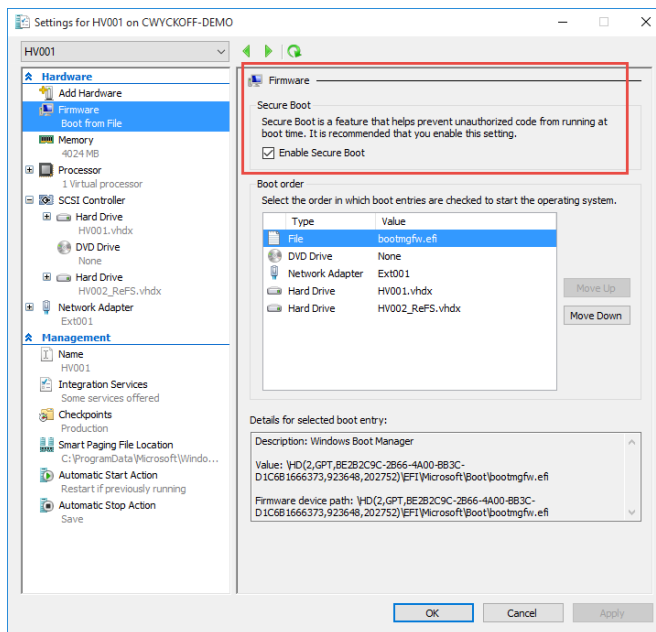 Settings for HV001 on CWYCKOFF-DEMO
HV001
Hardware
Add Hardware
Firmware
Boot from File
Memory
4024 MB
Processor
1 Virtual processor
SCSI Controller
Hard Drive
HV001.vhdx
DVD Drive
None
Hard Drive
HV002_ReFS.vhdx
Network Adapter
Ext001
Management
Name
HV001
Integration Services
Some services offered
Checkpoints
Production
Smart Paging File Location
C:\ProgramData\Microsoft\Windo...
Automatic Start Action
Restart if previously running
Automatic Stop Action
Save
Firmware
Secure Boot
Secure Boot is a feature that helps prevent unauthorized code from running at
boot time. It is recommended that you enable this setting.
Enable Secure Boot
Boot order
Select the order in which boot entries are checked to start the operating system.
Type Value
File bootmgfw.efi
DVD Drive None
Network Adapter Ext001
Hard Drive HV001.vhdx
Hard Drive HV002_ReFS.vhdx
Move Up
Move Down
Details for selected boot entry:
Description: Windows Boot Manager
Value: \HD(2,GPT,BE2B2C9C-2B66-4A00-BB3C-
D1C6B1666373,923648,202752)\EFI\Microsoft\Boot\bootmgfw.efi
Firmware device path: \HD(2,GPT,BE2B2C9C-2B66-4A00-BB3C-
D1C6B1666373,923648,202752)\EFI\Microsoft\Boot\bootmgfw.efi
OK
Cancel
Apply